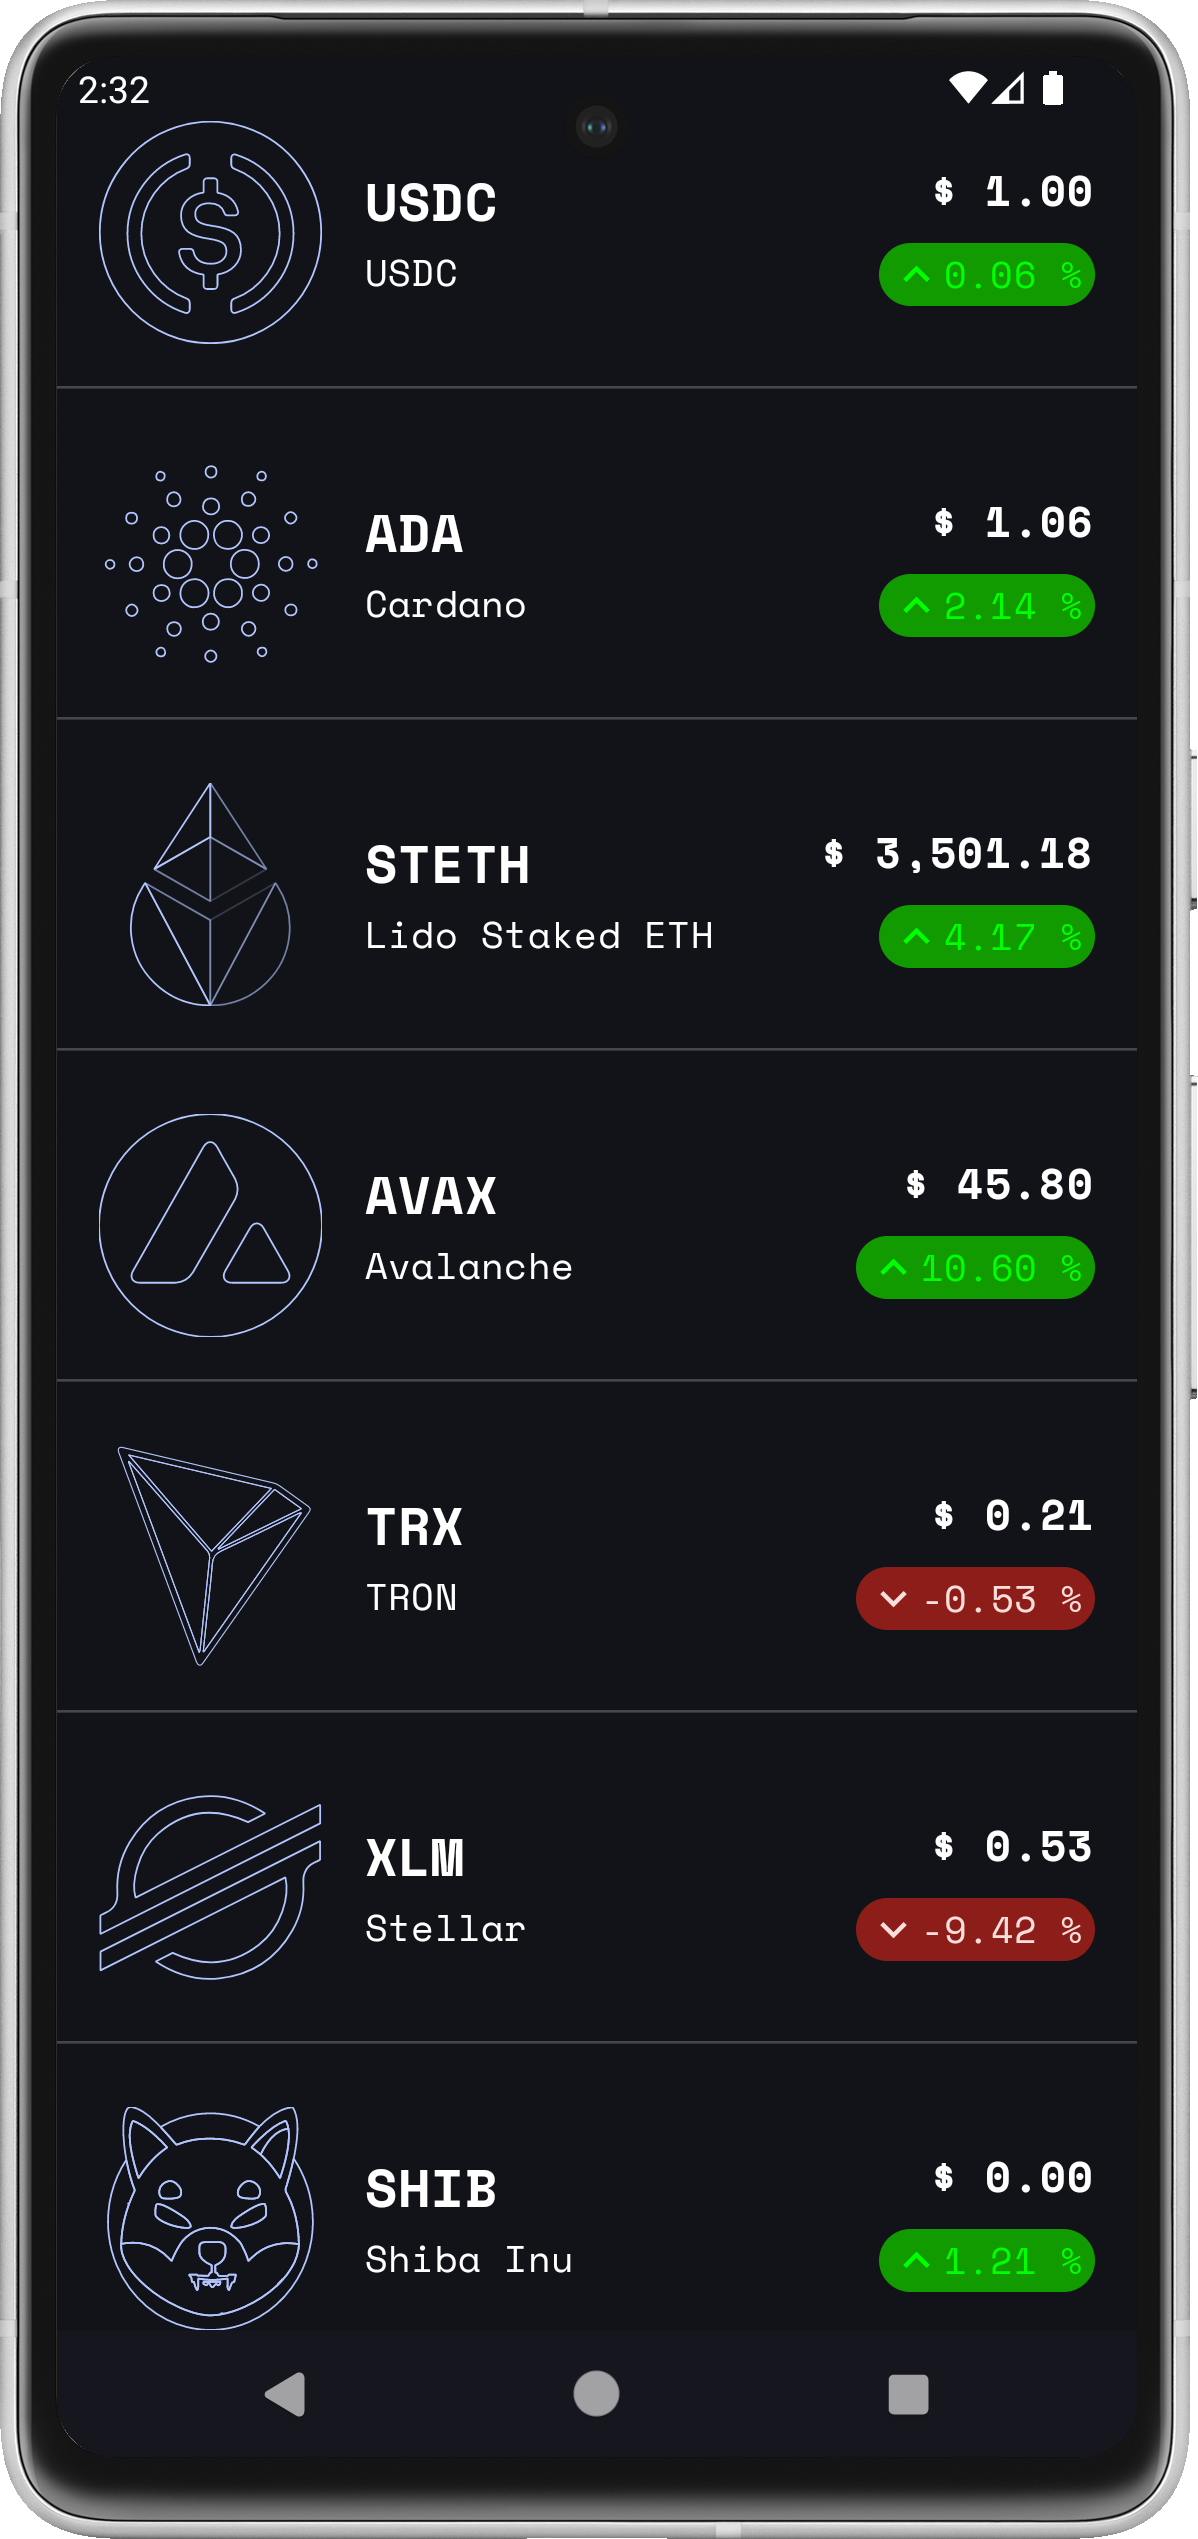 2:32
USDC
$ 1.00
USDC
0.06 %
ADA
$ 1.06
Cardano
2.14 %
STETH
$ 3,501.18
Lido Staked ETH
4.17 %
AVAX
$ 45.80
Avalanche
10.60 %
TRX
$ 0.21
TRON
-0.53 %
XLM
$ 0.53
Stellar
-9.42 %
SHIB
$ 0.00
Shiba Inu
1.21 %